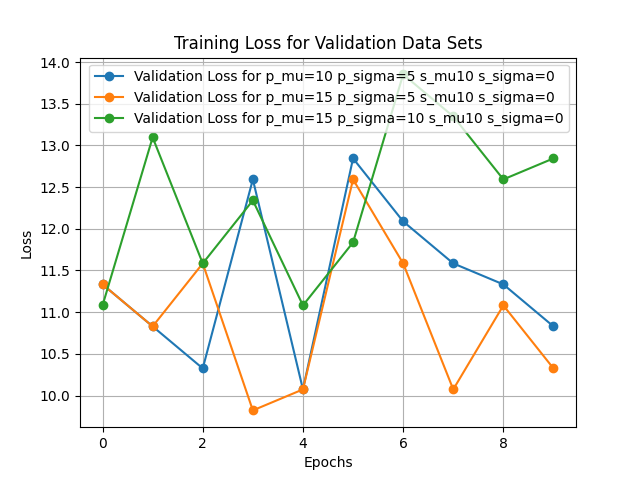 Training Loss for Validation Data Sets
14.0
13.5
13.0
12.5
12.0
11.5
11.0
10.5
10.0
Loss
Validation Loss for p_mu=10 p_sigma=5 s_mu10 s_sigma=0
Validation Loss for p_mu=15 p_sigma=5 s_mu10 s_sigma=0
Validation Loss for p_mu=15 p_sigma=10 s_mu10 s_sigma=0
0 2 4 6 8
Epochs